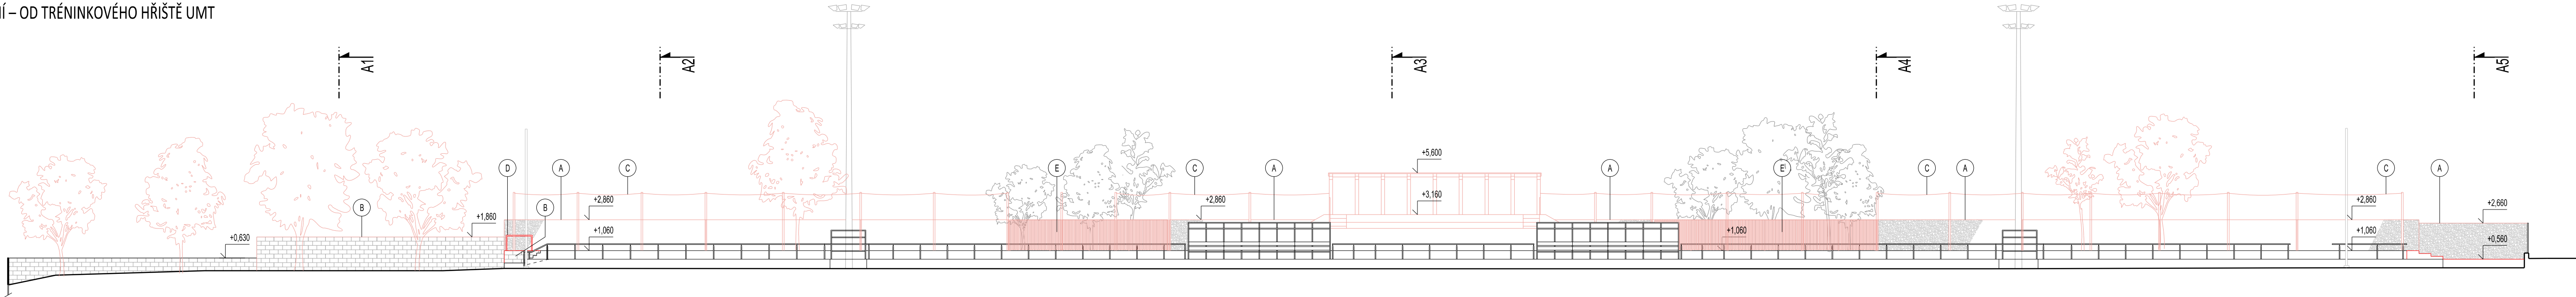 Í – OD TRÉNINKOVÉHO HŘIŠTĚ UMT
A1
A2
A3
A4
A5
D
A
C
E
C
A
+5,600
A
E
C
A
C
A
B
B
+1,860
+2,860
+2,860
+3,160
+2,860
+2,660
+0,630
+1,060
+1,060
+1,060
+0,560